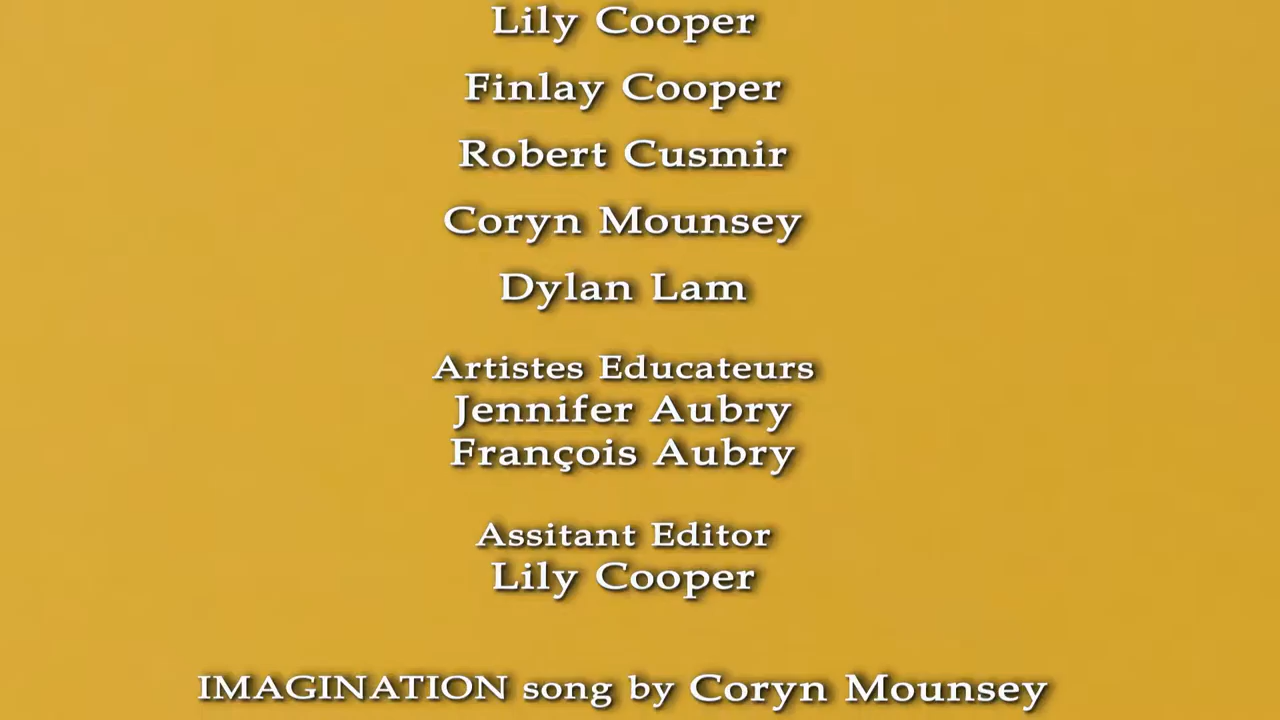 Lily Cooper
Finlay Cooper
Robert Cusmir
Coryn Mounsey
Dylan Lam
Artistes Educateurs
Jennifer Aubry
François Aubry
Assitant Editor
Lily Cooper
IMAGINATION song by Coryn Mounsey